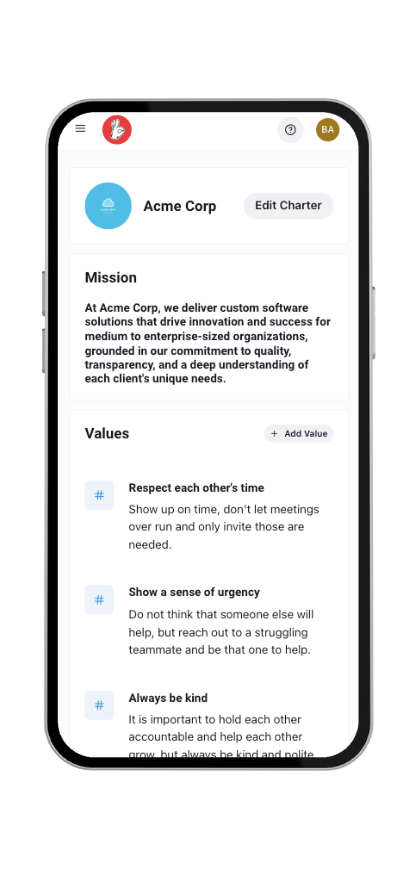 BA
Acme Corp
Edit Charter
Mission
At Acme Corp, we deliver custom software
solutions that drive innovation and success for
medium to enterprise-sized organizations,
grounded in our commitment to quality,
transparency, and a deep understanding of
each client's unique needs.
Values
+ Add Value
# Respect each other's time
Show up on time, don't let meetings
over run and only invite those are
needed.
# Show a sense of urgency
Do not think that someone else will
help, but reach out to a struggling
teammate and be that one to help.
# Always be kind
It is important to hold each other
accountable and help each other
grow, but always be kind and polite